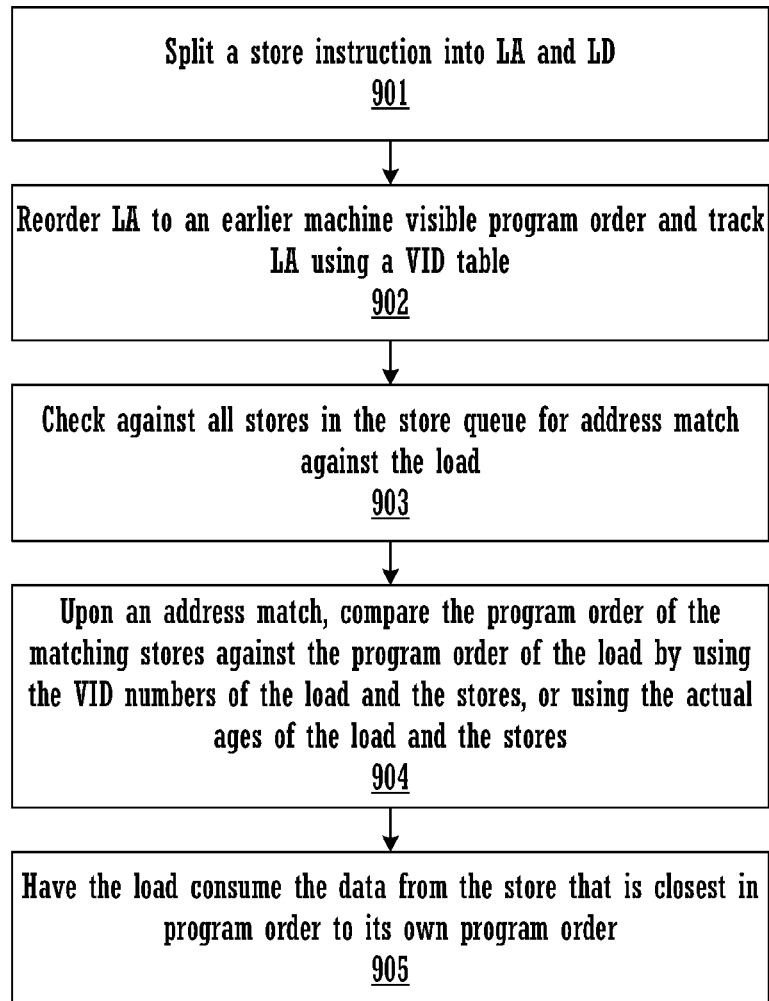 Split a store instruction into LA and LD
901
Reorder LA to an earlier machine visible program order and track
LA using a VID table
902
Check against all stores in the store queue for address match
against the load
903
Upon an address match, compare the program order of the
matching stores against the program order of the load by using
the VID numbers of the load and the stores, or using the actual
ages of the load and the stores
904
Have the load consume the data from the store that is closest in
program order to its own program order
905